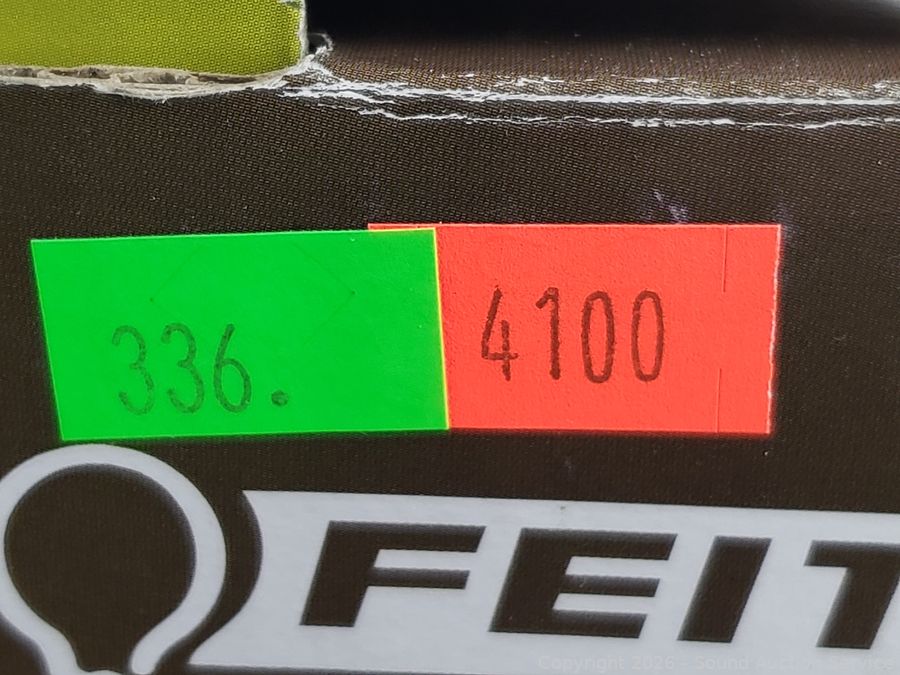 336.
4100
FEIT
Copyright 2026 - Sound Auction Service